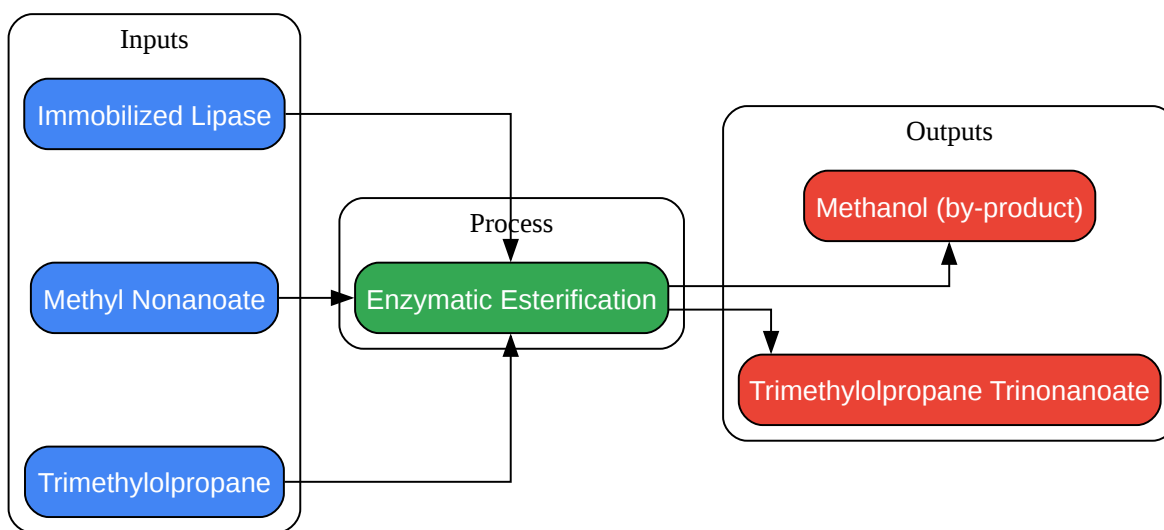 Inputs
Immobilized Lipase
Methyl Nonanoate
Trimethylolpropane
Process
Enzymatic Esterification
Outputs
Methanol (by-product)
Trimethylolpropane Trinonanoate